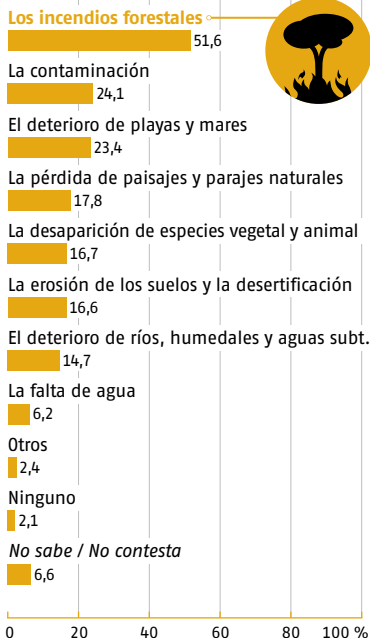 Los incendios forestales
51,6
La contaminación
24,1
El deterioro de playas y mares
23,4
La pérdida de paisajes y parajes naturales
17,8
La desaparición de especies vegetal y animal
16,7
La erosión de los suelos y la desertificación
16,6
El deterioro de ríos, humedales y aguas subt.
14,7
La falta de agua
6,2
Otros
2,4
Ninguno
2,1
No sabe / No contesta
6,6
0 20 40 60 80 100 %